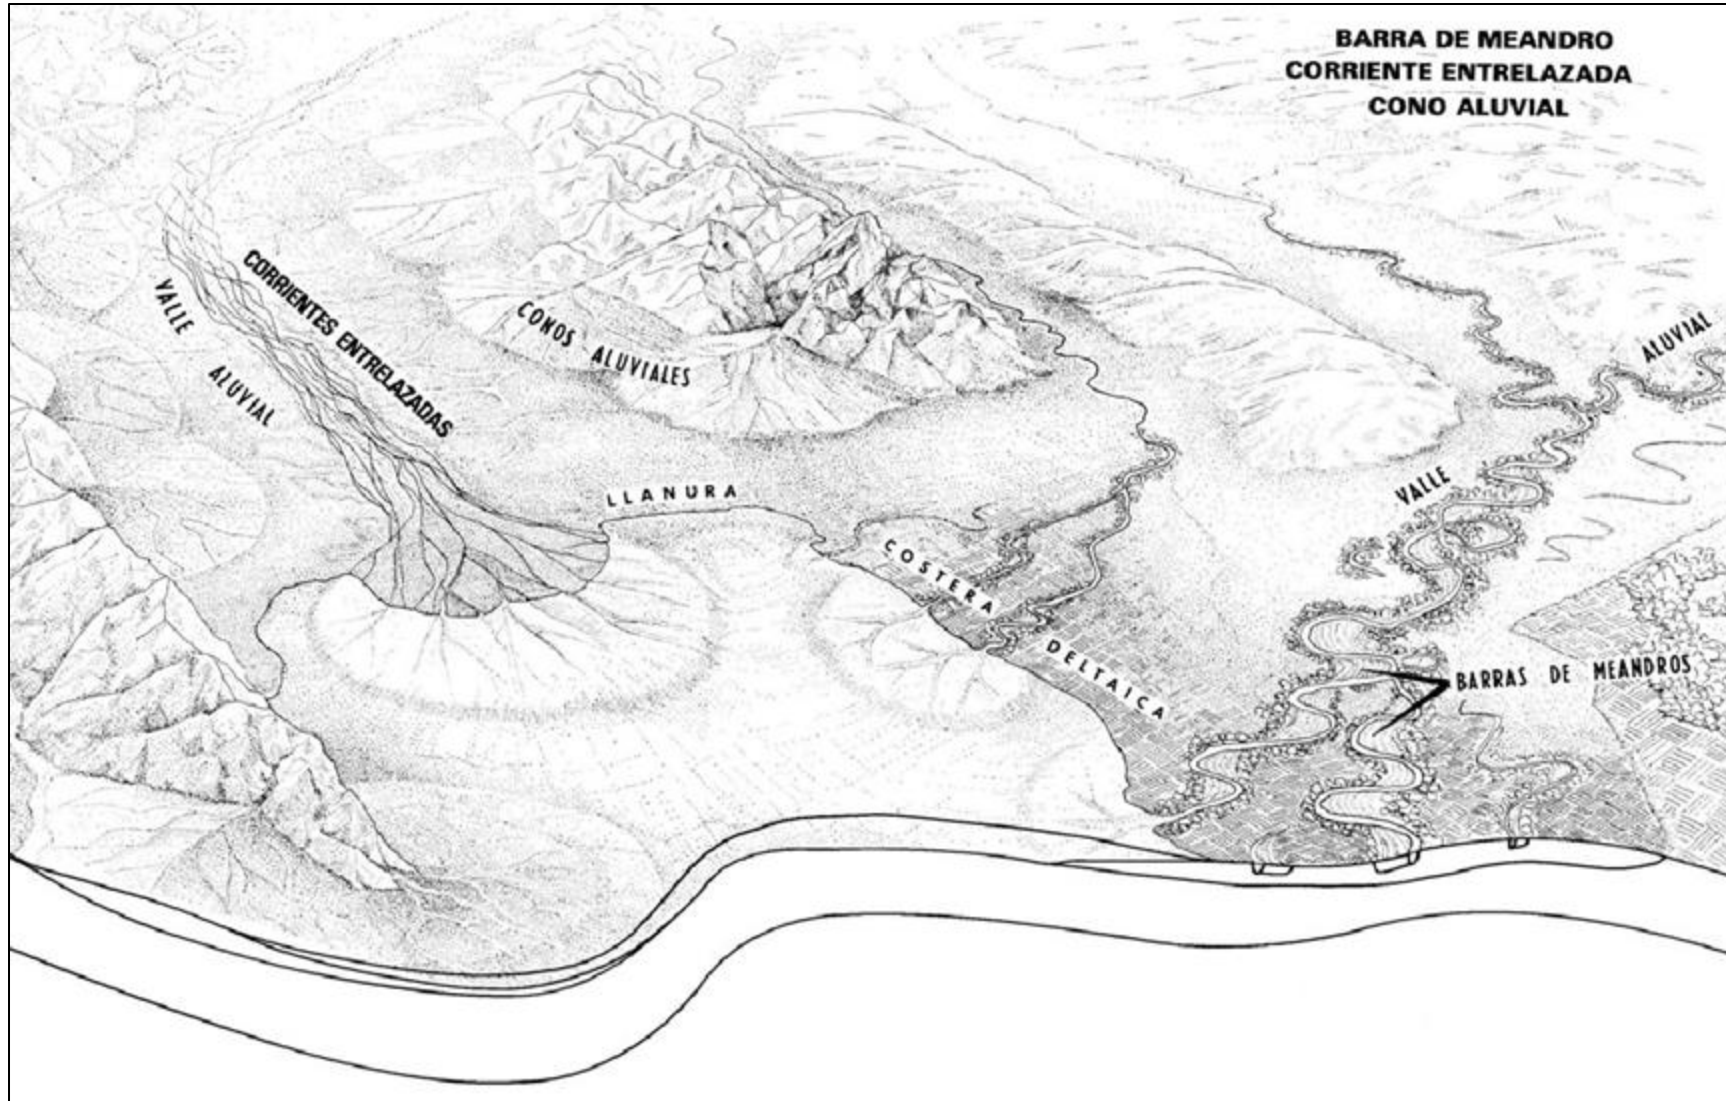 BARRA DE MEANDRO
CORRIENTE ENTRELAZADA
CONO ALUVIAL
CORRIENTES ENTRELAZADAS
VALLE ALUVIAL
CONOS ALUVIALES
LLANURA COSTERA DELTAICA
VALLE ALUVIAL
BARRAS DE MEANDROS